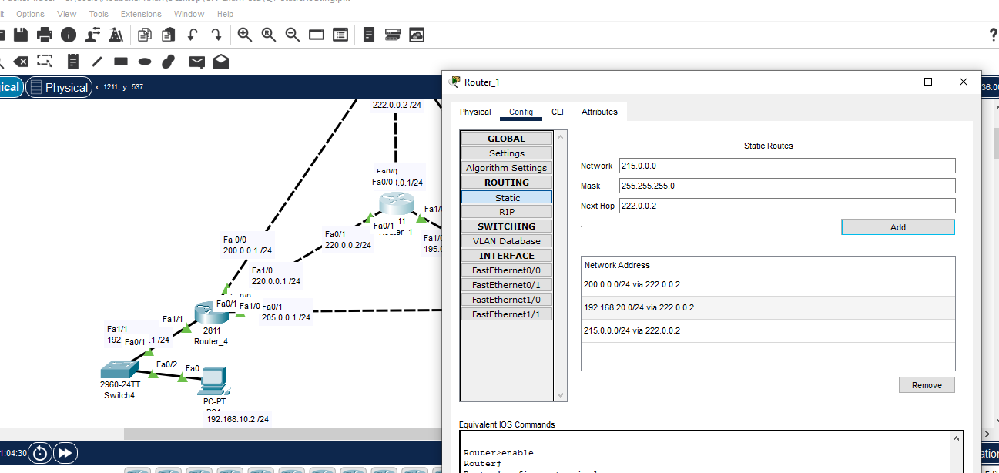 Options View Tools Extensions Window Help
Physical x: 1211, y: 537
222.0.0.2 /24
Fa0/0
Fa0/0 .0.1/24
Fa0/1
220.0.0.2/24
Fa0/1
Fa1/
Fa1/
195.
11
er_1
Fa 0/0
200.0.0.1 /24
Fa1/0
220.0.0.1 /24
Fa0/1
Fa1/0
Fa0/1
205.0.0.1 /24
2811
Router_4
Fa1/1
Fa1/1
192
Fa0/1
.1 /24
Fa0/2
Fa0
2960-24TT
Switch4
PC-PT
192.168.10.2 /24
1:04:30
Router_1
Physical Config CLI Attributes
GLOBAL
Settings
Algorithm Settings
ROUTING
Static
RIP
SWITCHING
VLAN Database
INTERFACE
FastEthernet0/0
FastEthernet0/1
FastEthernet1/0
FastEthernet1/1
Static Routes
Network 215.0.0.0
Mask 255.255.255.0
Next Hop 222.0.0.2
Add
Network Address
200.0.0.0/24 via 222.0.0.2
192.168.20.0/24 via 222.0.0.2
215.0.0.0/24 via 222.0.0.2
Remove
Equivalent IOS Commands
Router>enable
Router#
36:0